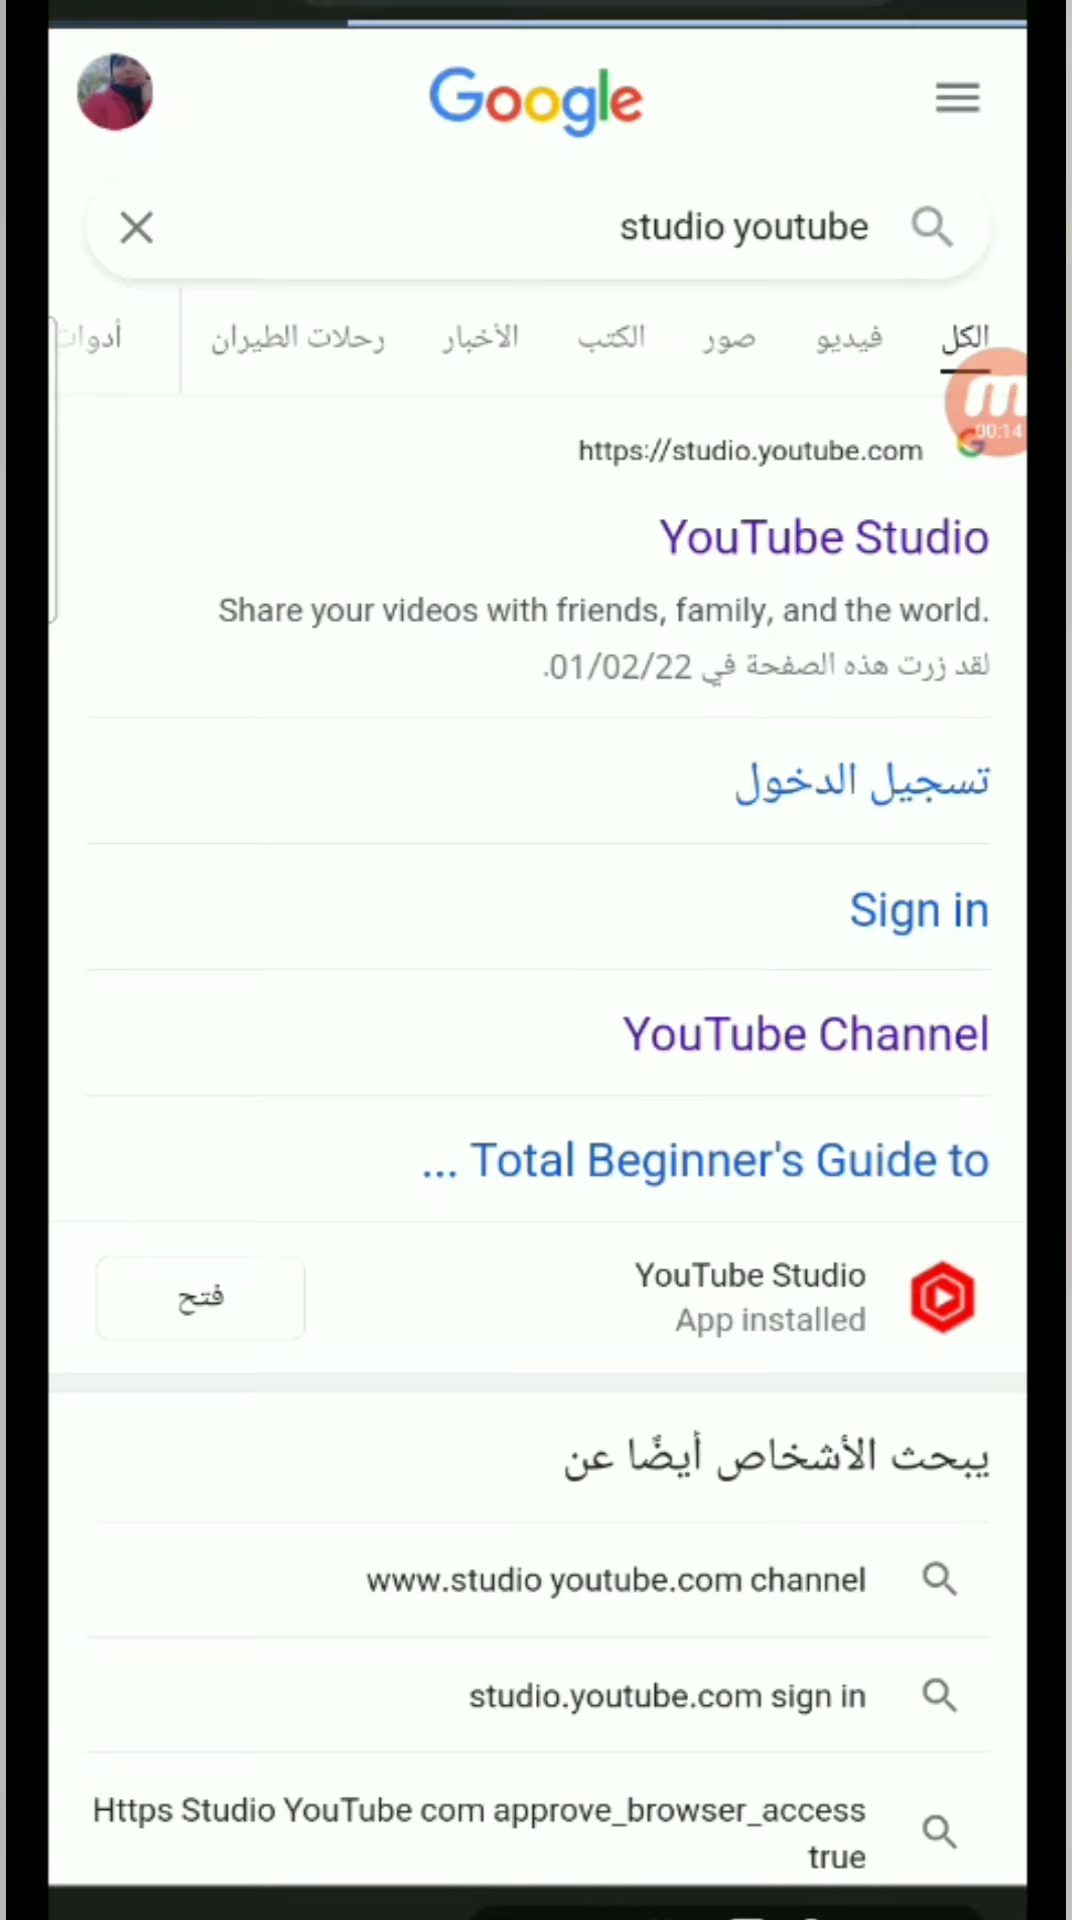 Google
studio youtube
الكل فيديو صور الكتب الأخبار رحلات الطيران أدوات
00:14
https://studio.youtube.com
YouTube Studio
Share your videos with friends, family, and the world.
لقد زرت هذه الصفحة في 01/02/22.
تسجيل الدخول
Sign in
YouTube Channel
Total Beginner's Guide to ...
YouTube Studio
App installed
فتح
يبحث الأشخاص أيضًا عن
www.studio youtube.com channel
studio.youtube.com sign in
Https Studio YouTube com approve_browser_access
true